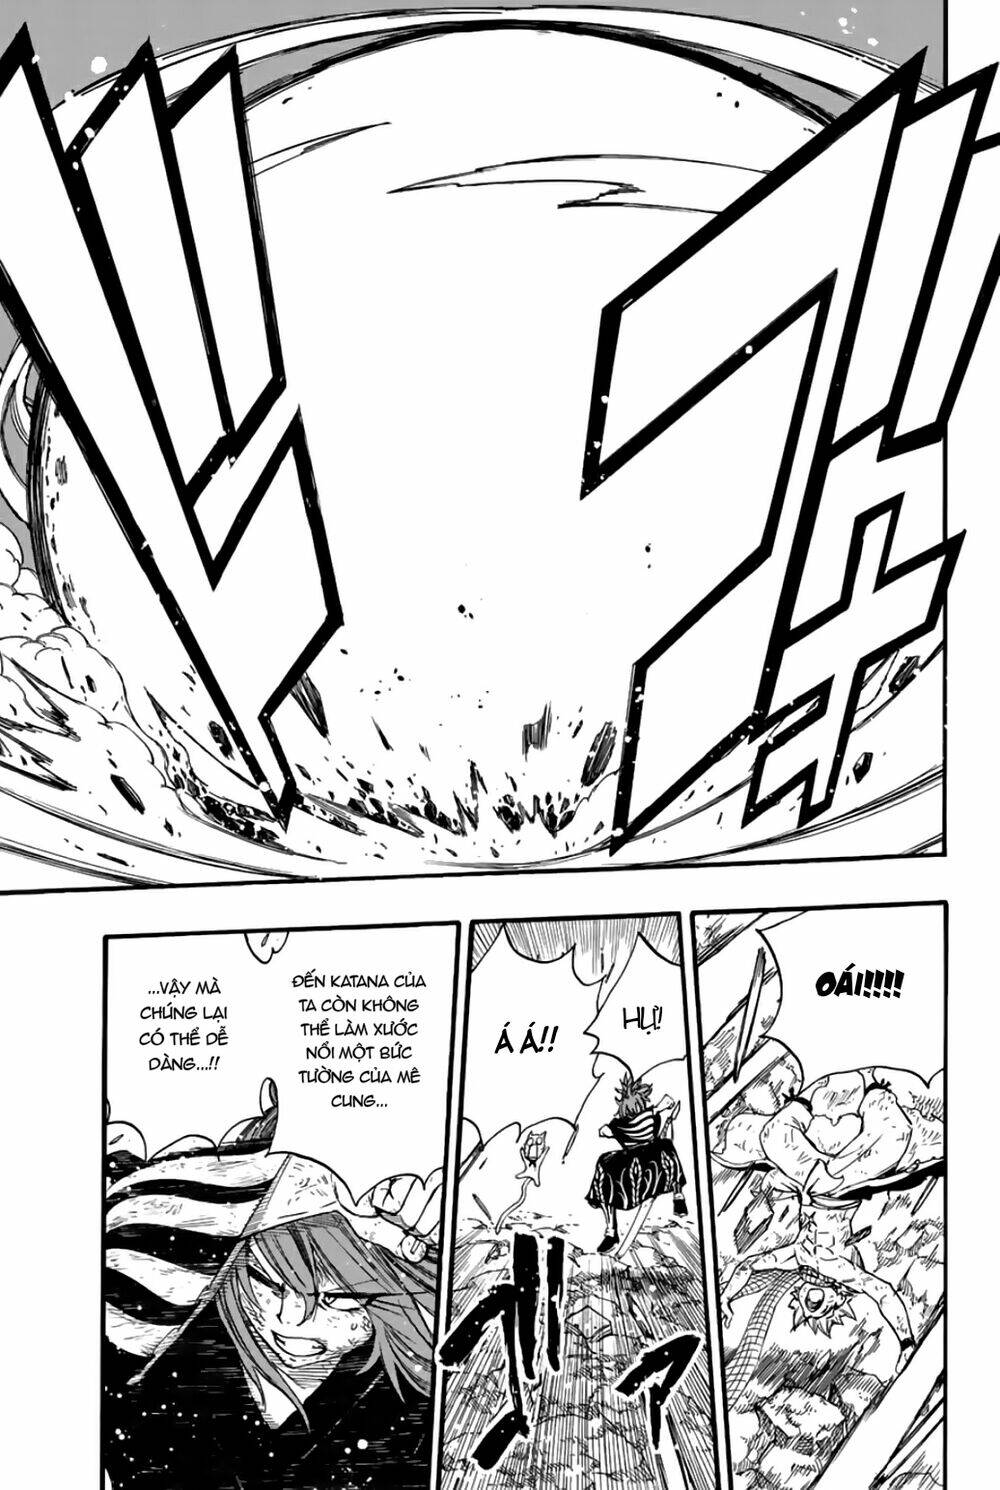 OÁI!!!!
HỰ!
Á Á!!
ĐẾN KATANA CỦA
TA CÒN KHÔNG
THỂ LÀM XƯỚC
NỔI MỘT BỨC
TƯỜNG CỦA MÊ
CUNG...
...VẬY MÀ
CHÚNG LẠI
CÓ THỂ DỄ
DÀNG...!!